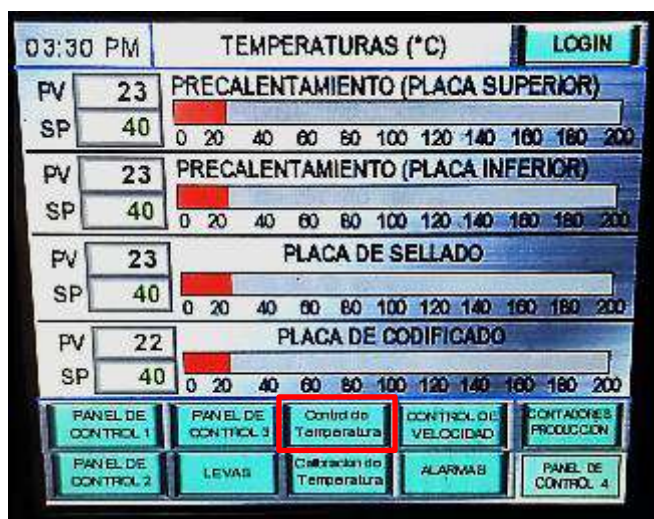 03:30 PM TEMPERATURAS (°C) LOGIN
PV 23 PRECALENTAMIENTO (PLACA SUPERIOR)
SP 40 0 20 40 60 80 100 120 140 160 180 200
PV 23 PRECALENTAMIENTO (PLACA INFERIOR)
SP 40 0 20 40 60 80 100 120 140 160 180 200
PV 23 PLACA DE SELLADO
SP 40 0 20 40 60 80 100 120 140 160 180 200
PV 22 PLACA DE CODIFICADO
SP 40 0 20 40 60 80 100 120 140 160 180 200
PANEL DE CONTROL 1
PANEL DE CONTROL 3
Control de Temperatura
CONTROL DE VELOCIDAD
CONTADORES PRODUCCION
PANEL DE CONTROL 2
LEVAS
Calibracion de Temperatura
ALARMAS
PANEL DE CONTROL 4